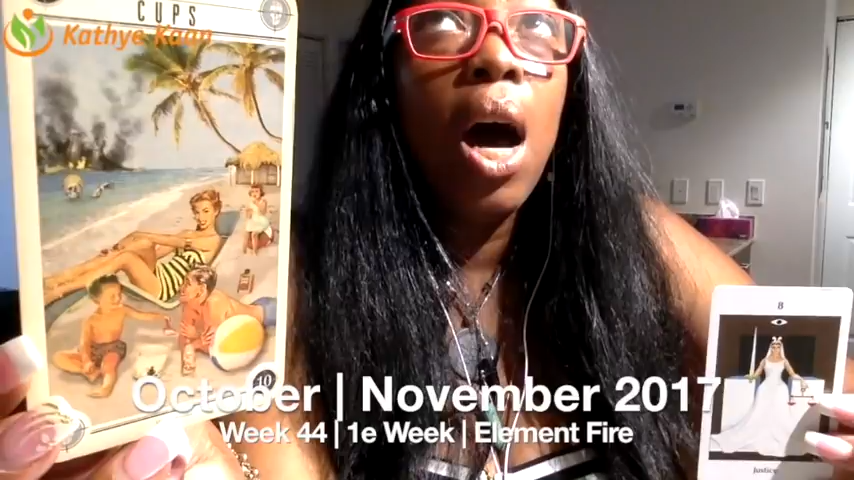 CUPS
Kathye Kaan
8
10
October | November 2017
Week 44 | 1e Week | Element Fire
Justice